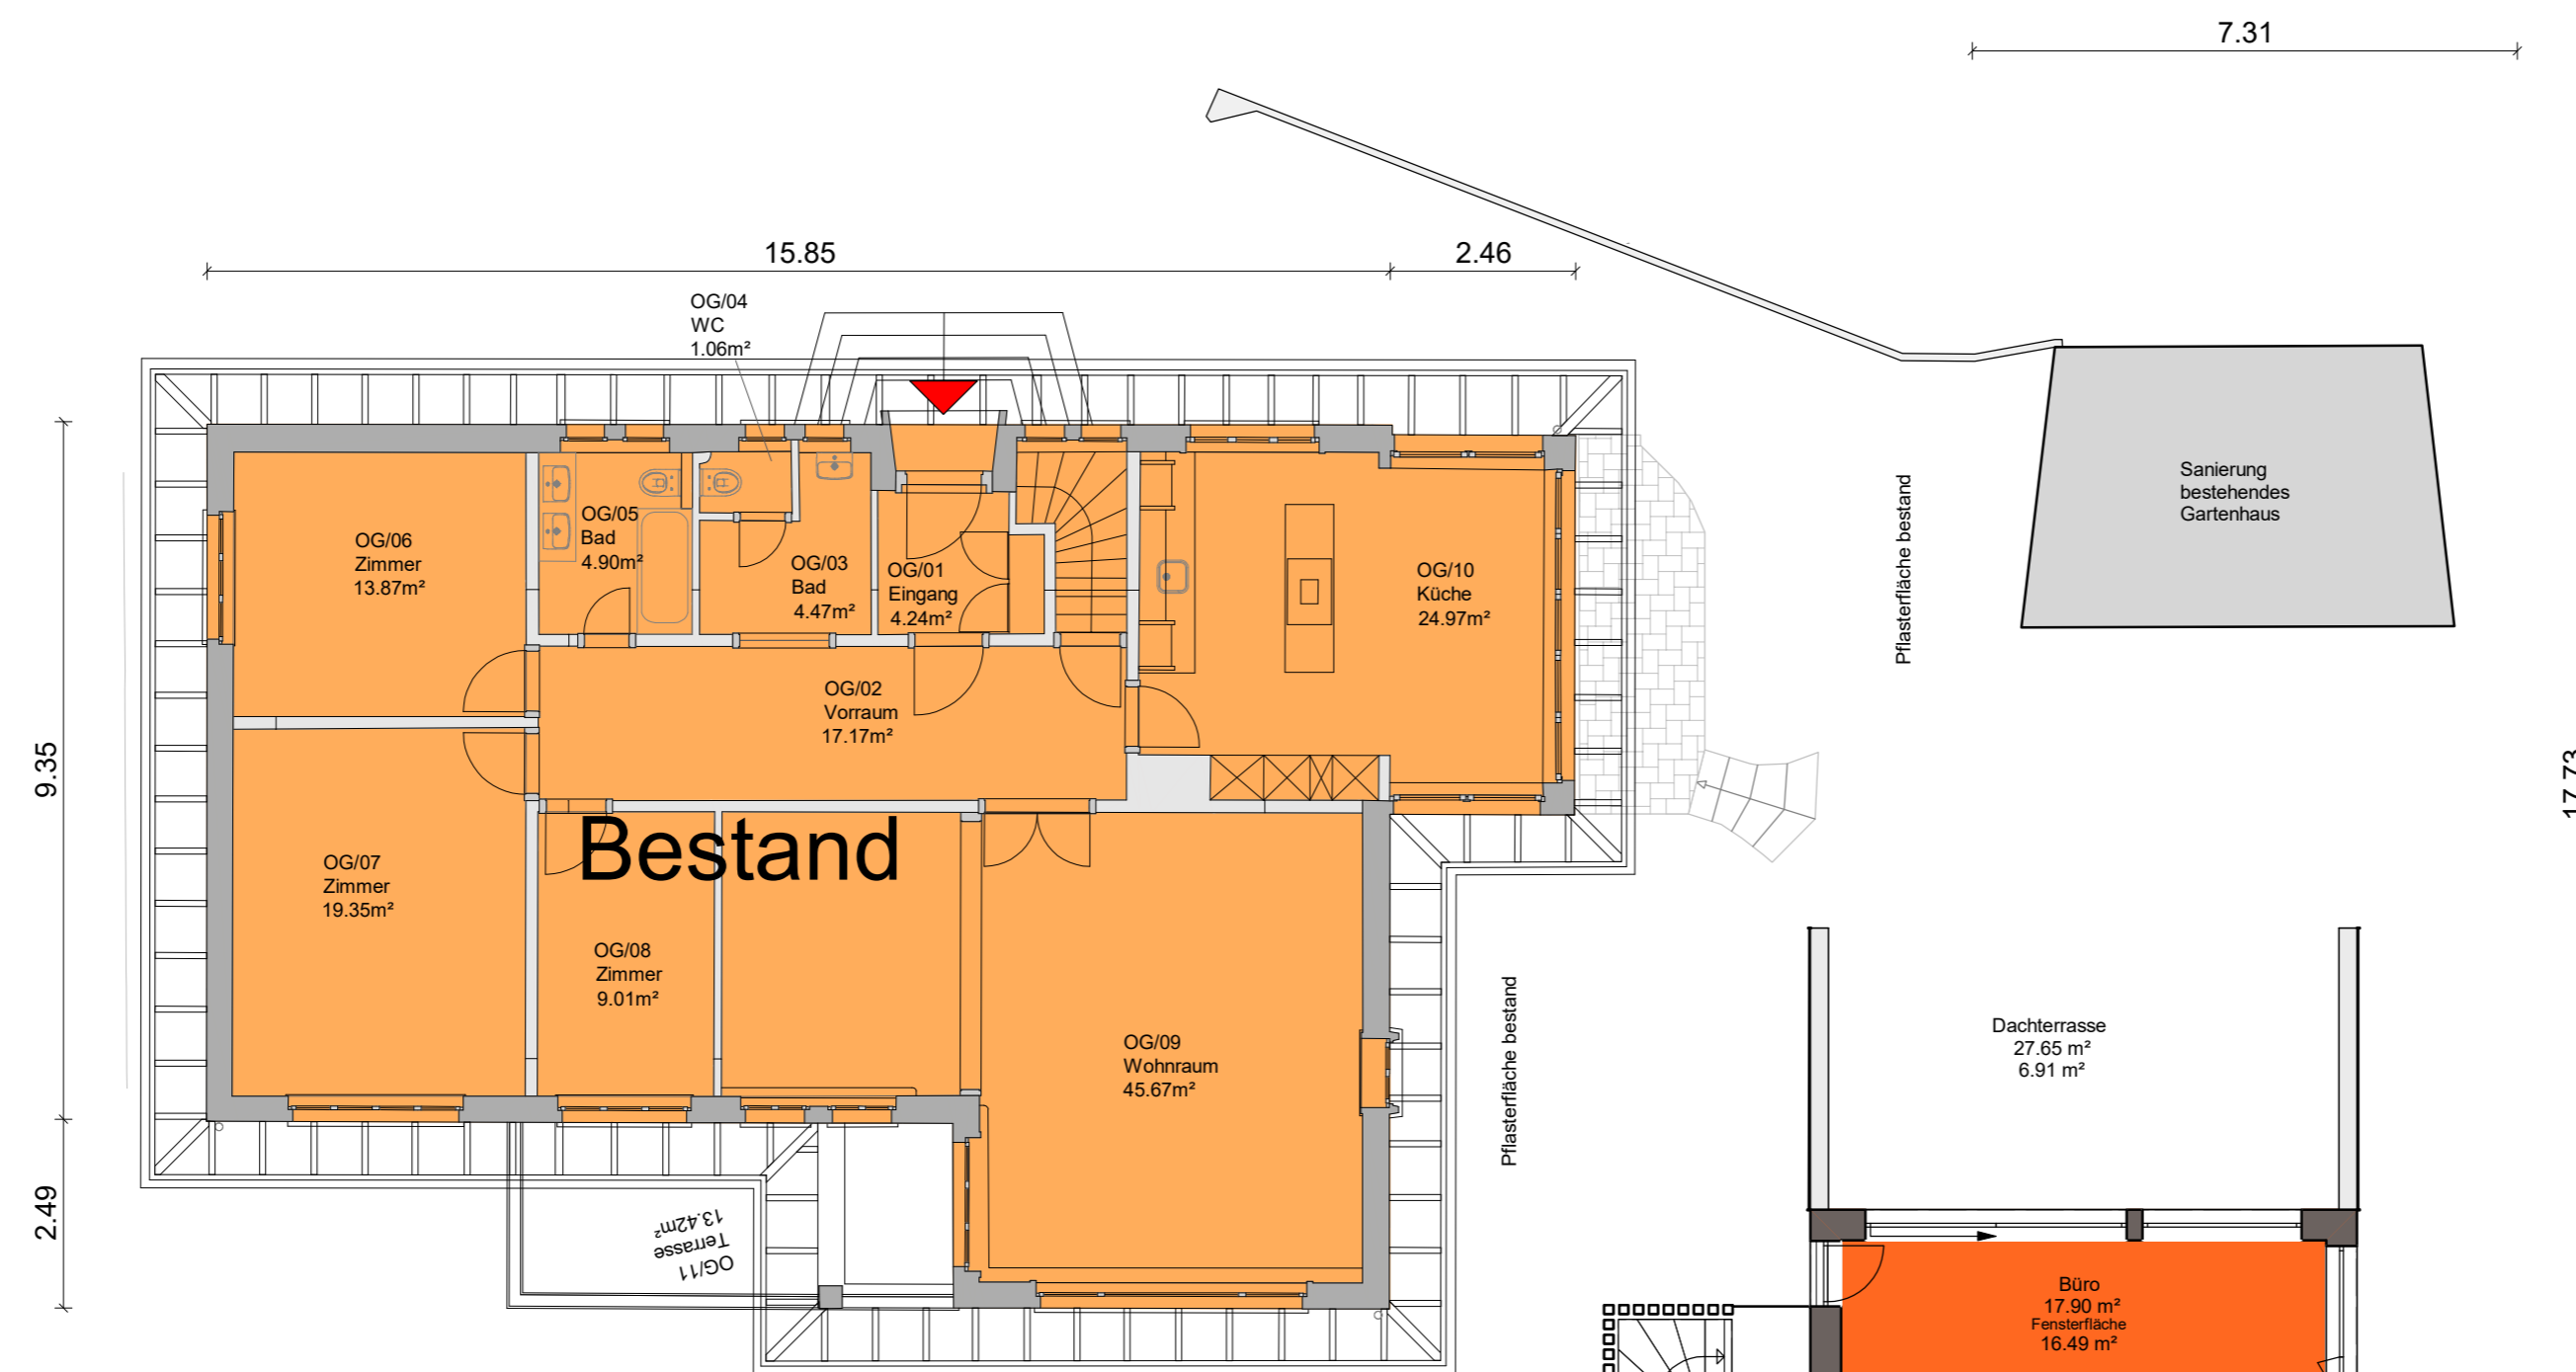 7.31
15.85
2.46
OG/04
WC
1.06m²
OG/06
Zimmer
13.87m²
OG/05
Bad
4.90m²
OG/03
Bad
4.47m²
OG/01
Eingang
4.24m²
OG/10
Küche
24.97m²
Pflasterfläche bestand
Sanierung
bestehendes
Gartenhaus
OG/02
Vorraum
17.17m²
9.35
17.73
Bestand
OG/07
Zimmer
19.35m²
OG/08
Zimmer
9.01m²
OG/09
Wohnraum
45.67m²
Pflasterfläche bestand
Dachterrasse
27.65 m²
6.91 m²
2.49
OG/11
Terrasse
13.42m²
Büro
17.90 m²
Fensterfläche
16.49 m²